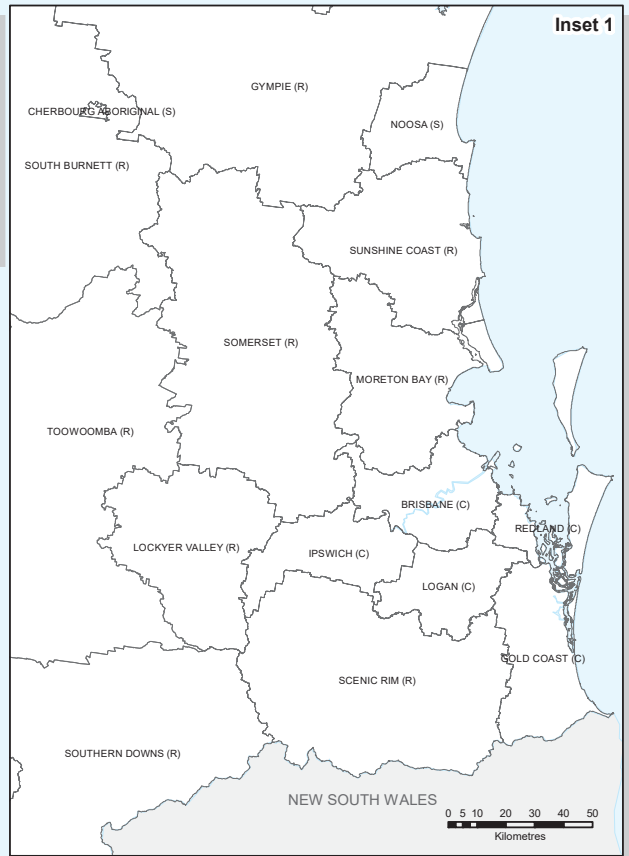 Inset 1
GYMPIE (R)
CHERBOURG ABORIGINAL (S)
NOOSA (S)
SOUTH BURNETT (R)
SUNSHINE COAST (R)
SOMERSET (R)
MORETON BAY (R)
TOOWOOMBA (R)
BRISBANE (C)
REDLAND (C)
LOCKYER VALLEY (R)
IPSWICH (C)
LOGAN (C)
GOLD COAST (C)
SCENIC RIM (R)
SOUTHERN DOWNS (R)
NEW SOUTH WALES
0 5 10 20 30 40 50
Kilometres